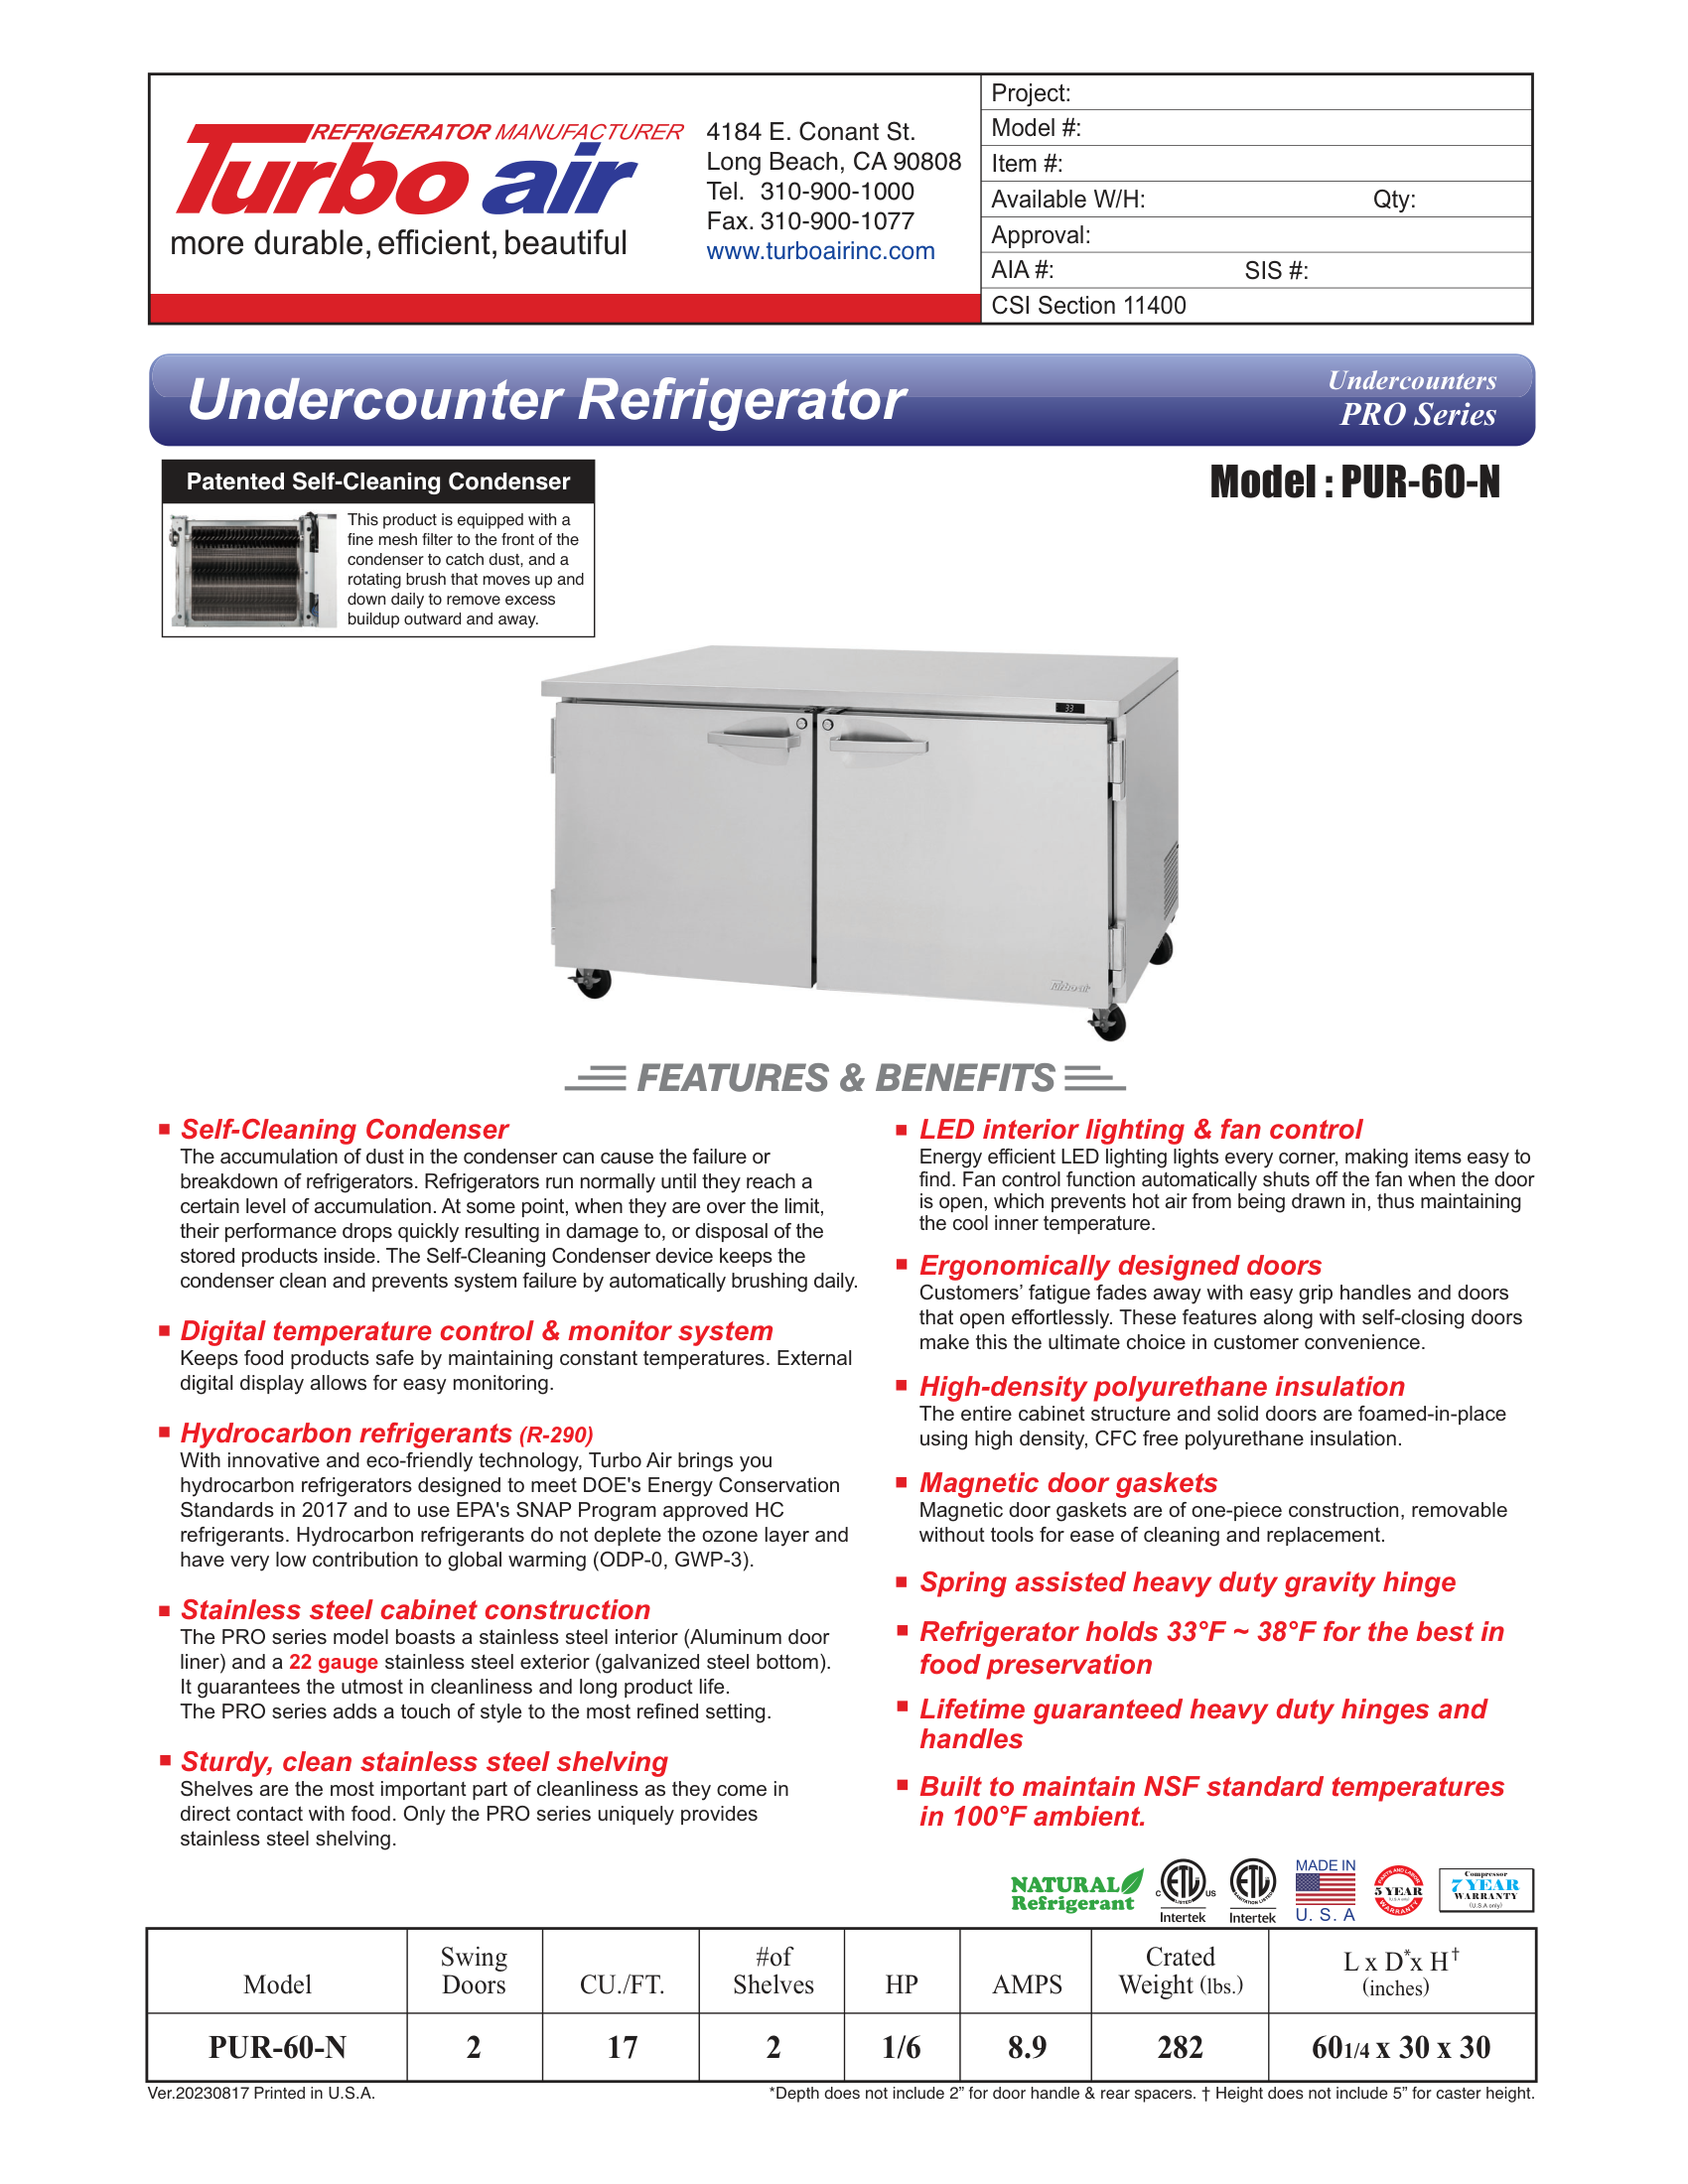 REFRIGERATOR MANUFACTURER
Turbo air
more durable, efficient, beautiful
4184 E. Conant St.
Long Beach, CA 90808
Tel. 310-900-1000
Fax. 310-900-1077
www.turboairinc.com
Project:
Model #:
Item #:
Available W/H: Qty:
Approval:
AIA #: SIS #:
CSI Section 11400
Undercounter Refrigerator
Undercounters
PRO Series
Patented Self-Cleaning Condenser
This product is equipped with a
fine mesh filter to the front of the
condenser to catch dust, and a
rotating brush that moves up and
down daily to remove excess
buildup outward and away.
Model : PUR-60-N
33
Turbo air
FEATURES & BENEFITS
Self-Cleaning Condenser
The accumulation of dust in the condenser can cause the failure or
breakdown of refrigerators. Refrigerators run normally until they reach a
certain level of accumulation. At some point, when they are over the limit,
their performance drops quickly resulting in damage to, or disposal of the
stored products inside. The Self-Cleaning Condenser device keeps the
condenser clean and prevents system failure by automatically brushing daily.
Digital temperature control & monitor system
Keeps food products safe by maintaining constant temperatures. External
digital display allows for easy monitoring.
Hydrocarbon refrigerants (R-290)
With innovative and eco-friendly technology, Turbo Air brings you
hydrocarbon refrigerators designed to meet DOE's Energy Conservation
Standards in 2017 and to use EPA's SNAP Program approved HC
refrigerants. Hydrocarbon refrigerants do not deplete the ozone layer and
have very low contribution to global warming (ODP-0, GWP-3).
Stainless steel cabinet construction
The PRO series model boasts a stainless steel interior (Aluminum door
liner) and a 22 gauge stainless steel exterior (galvanized steel bottom).
It guarantees the utmost in cleanliness and long product life.
The PRO series adds a touch of style to the most refined setting.
Sturdy, clean stainless steel shelving
Shelves are the most important part of cleanliness as they come in
direct contact with food. Only the PRO series uniquely provides
stainless steel shelving.
LED interior lighting & fan control
Energy efficient LED lighting lights every corner, making items easy to
find. Fan control function automatically shuts off the fan when the door
is open, which prevents hot air from being drawn in, thus maintaining
the cool inner temperature.
Ergonomically designed doors
Customers' fatigue fades away with easy grip handles and doors
that open effortlessly. These features along with self-closing doors
make this the ultimate choice in customer convenience.
High-density polyurethane insulation
The entire cabinet structure and solid doors are foamed-in-place
using high density, CFC free polyurethane insulation.
Magnetic door gaskets
Magnetic door gaskets are of one-piece construction, removable
without tools for ease of cleaning and replacement.
Spring assisted heavy duty gravity hinge
Refrigerator holds 33°F ~ 38°F for the best in
food preservation
Lifetime guaranteed heavy duty hinges and
handles
Built to maintain NSF standard temperatures
in 100°F ambient.
NATURAL
Refrigerant
C ETL US
LISTED
Intertek
ETL
SANITATION LISTED
Intertek
MADE IN
U. S. A
PARTS AND LABOR
5 YEAR
(U.S.A only)
WARRANTY
Compressor
7 YEAR
WARRANTY
(U.S.A only)
Model Swing Doors CU./FT. #of Shelves HP AMPS Crated Weight (lbs.) L x D* x H† (inches)
PUR-60-N 2 17 2 1/6 8.9 282 60 1/4 x 30 x 30
Ver.20230817 Printed in U.S.A.
*Depth does not include 2” for door handle & rear spacers. † Height does not include 5” for caster height.